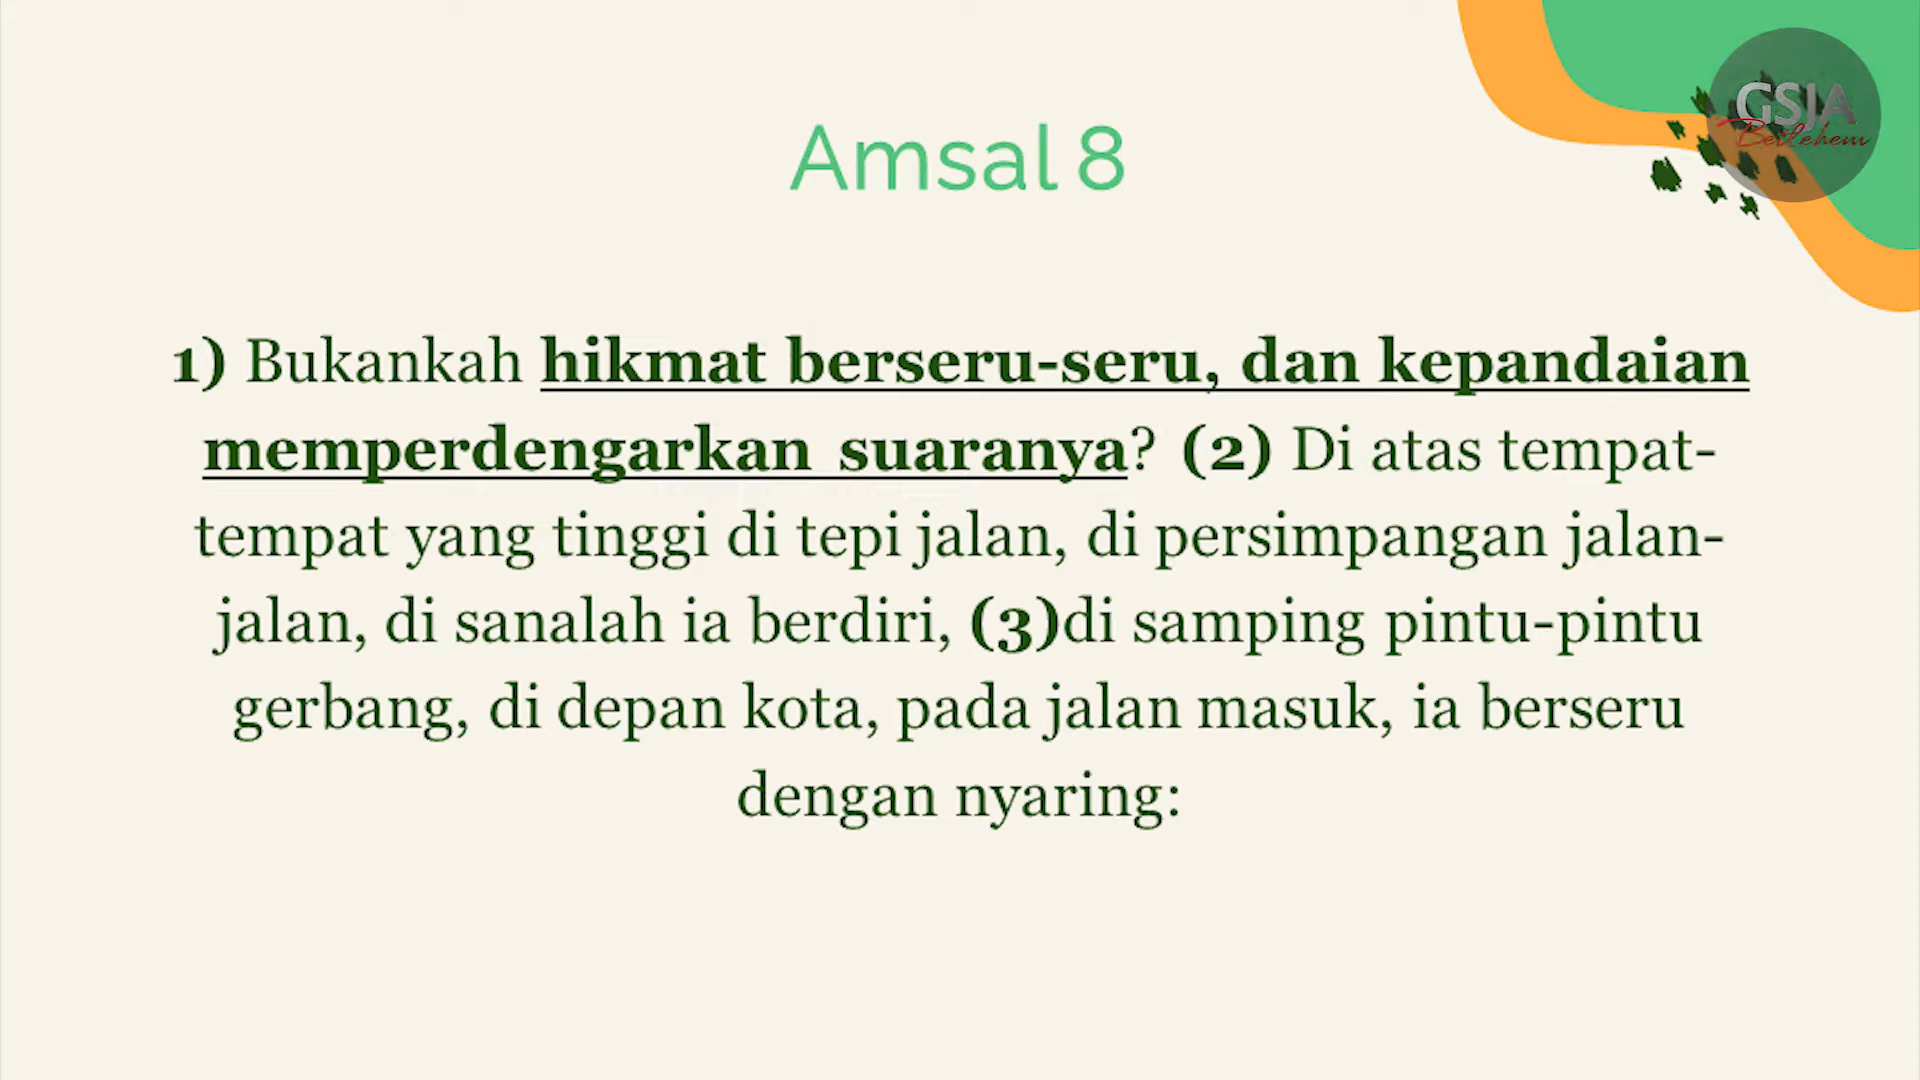 GSJA
Betlehem
Amsal 8
1) Bukankah hikmat berseru-seru, dan kepandaian
memperdengarkan suaranya? (2) Di atas tempat-
tempat yang tinggi di tepi jalan, di persimpangan jalan-
jalan, di sanalah ia berdiri, (3)di samping pintu-pintu
gerbang, di depan kota, pada jalan masuk, ia berseru
dengan nyaring: